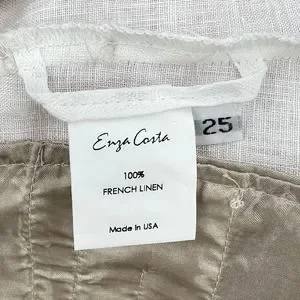 Enza Costa
25
100%
FRENCH LINEN
Made in USA